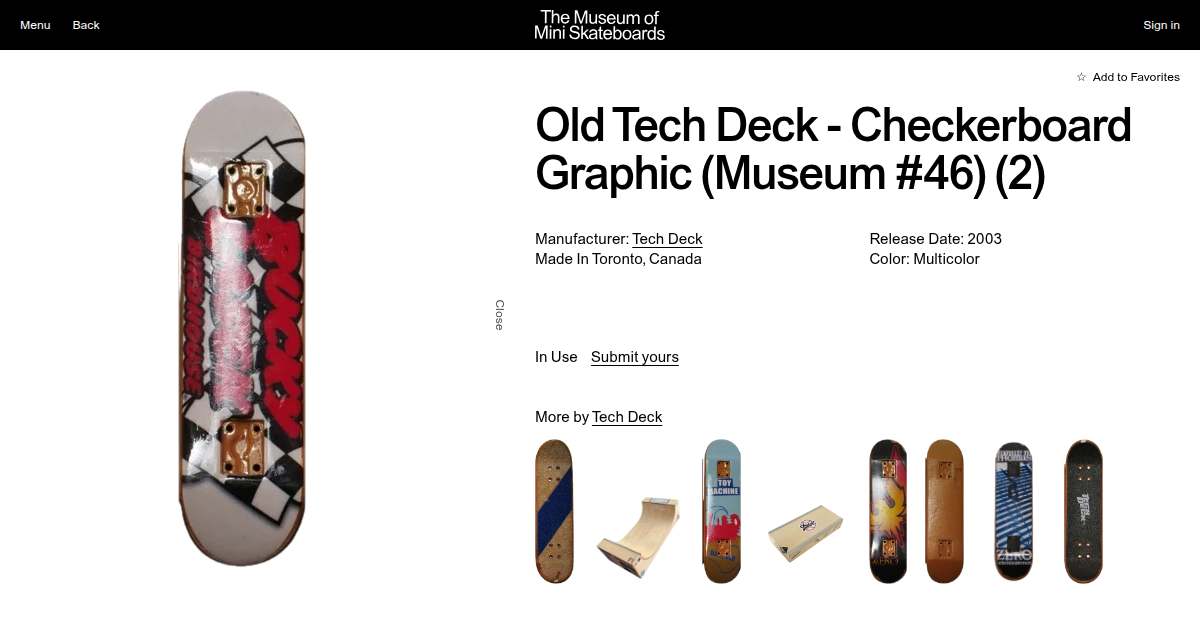 Menu
Back
The Museum of
Mini Skateboards
Sign in
☆ Add to Favorites
Old Tech Deck - Checkerboard
Graphic (Museum #46) (2)
Manufacturer: Tech Deck
Made In Toronto, Canada
Release Date: 2003
Color: Multicolor
Close
In Use
Submit yours
More by Tech Deck
BUCKY
TOY
MACHINE
ZERO